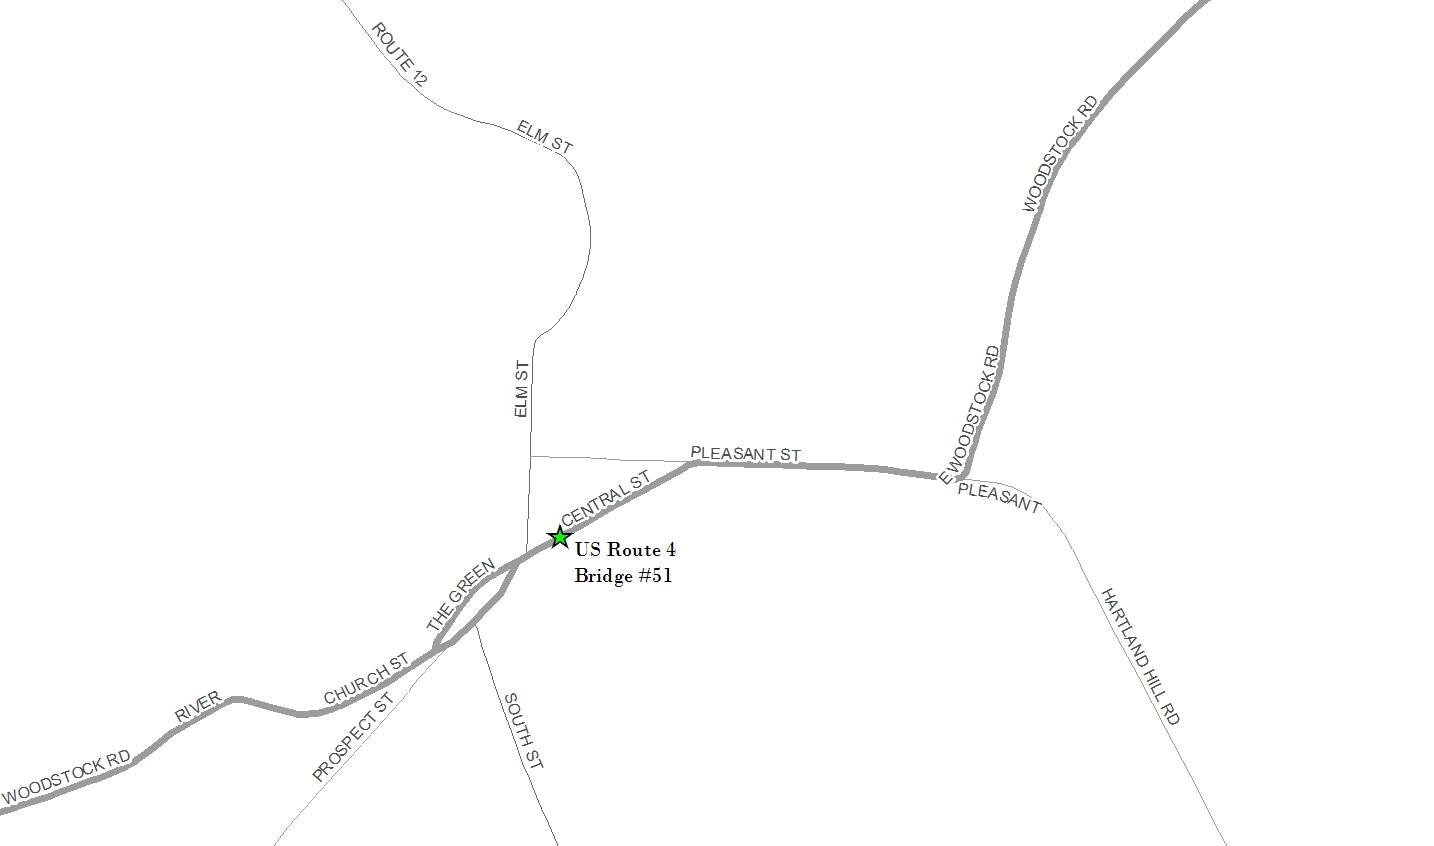 ROUTE 12
ELM ST
WOODSTOCK RD
ELM ST
E WOODSTOCK RD
PLEASANT ST
PLEASANT
CENTRAL ST
US Route 4
Bridge #51
THE GREEN
CHURCH ST
RIVER
PROSPECT ST
SOUTH ST
HARTLAND HILL RD
WOODSTOCK RD